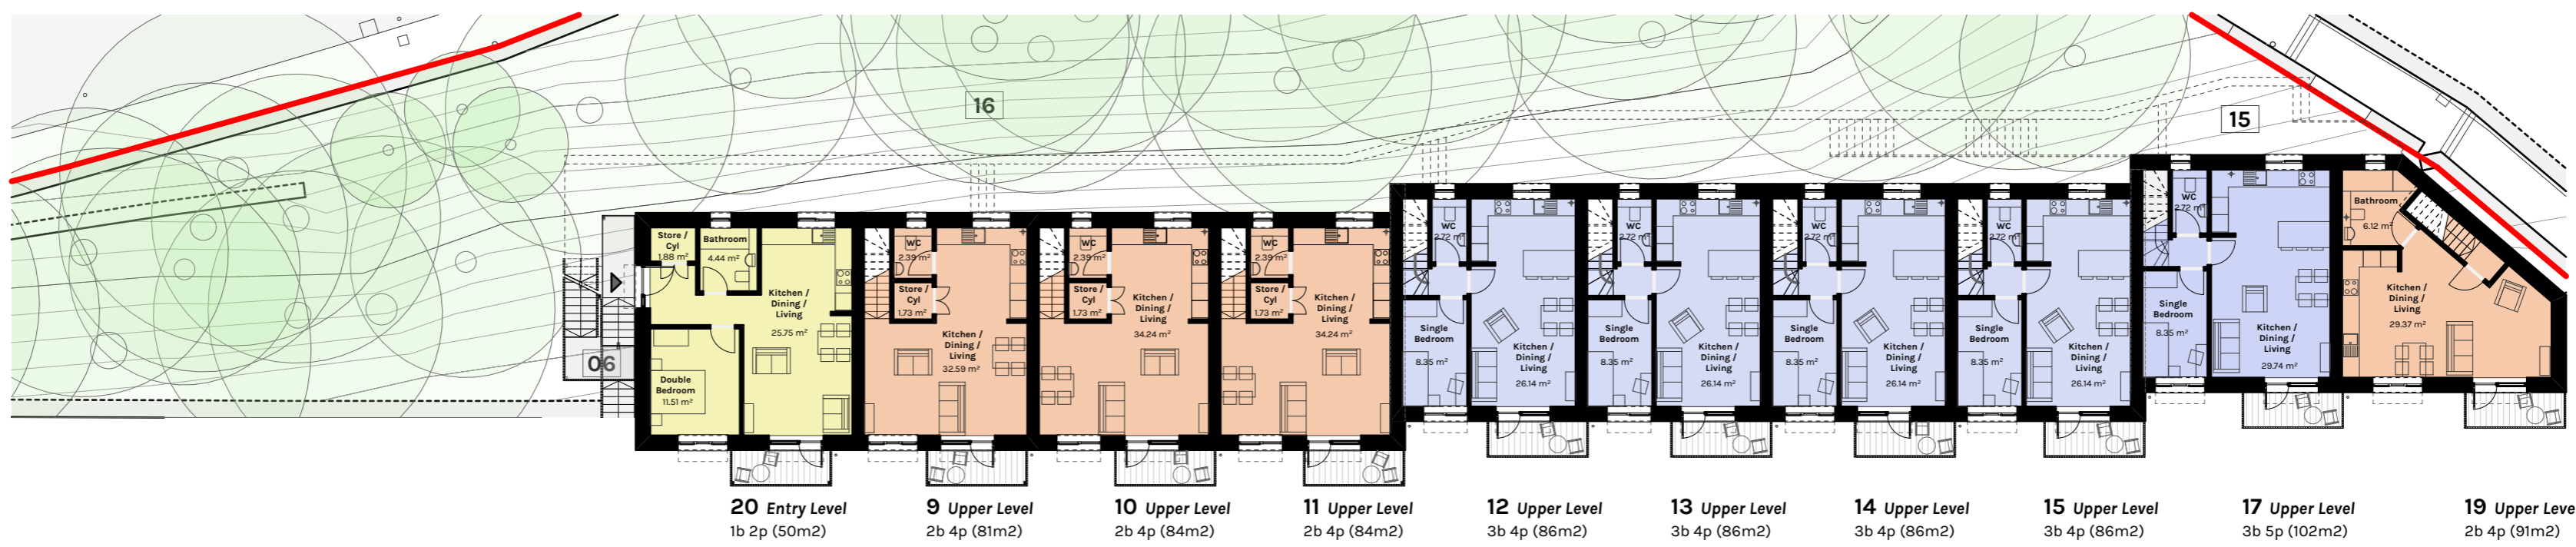 16
15
06
Store /
Cyl
1.88 m²
Bathroom
4.44 m²
Kitchen /
Dining /
Living
25.75 m²
Double
Bedroom
11.51 m²
WC
2.39 m²
Store /
Cyl
1.73 m²
Kitchen /
Dining /
Living
32.59 m²
WC
2.39 m²
Store /
Cyl
1.73 m²
Kitchen /
Dining /
Living
34.24 m²
WC
2.39 m²
Store /
Cyl
1.73 m²
Kitchen /
Dining /
Living
34.24 m²
WC
2.72 m²
Single
Bedroom
8.35 m²
Kitchen /
Dining /
Living
26.14 m²
WC
2.72 m²
Single
Bedroom
8.35 m²
Kitchen /
Dining /
Living
26.14 m²
WC
2.72 m²
Single
Bedroom
8.35 m²
Kitchen /
Dining /
Living
26.14 m²
WC
2.72 m²
Single
Bedroom
8.35 m²
Kitchen /
Dining /
Living
26.14 m²
WC
2.72 m²
Single
Bedroom
8.35 m²
Kitchen /
Dining /
Living
29.74 m²
Bathroom
6.12 m²
Kitchen /
Dining /
Living
29.37 m²
20 Entry Level
1b 2p (50m2)
9 Upper Level
2b 4p (81m2)
10 Upper Level
2b 4p (84m2)
11 Upper Level
2b 4p (84m2)
12 Upper Level
3b 4p (86m2)
13 Upper Level
3b 4p (86m2)
14 Upper Level
3b 4p (86m2)
15 Upper Level
3b 4p (86m2)
17 Upper Level
3b 5p (102m2)
19 Upper Leve
2b 4p (91m2)